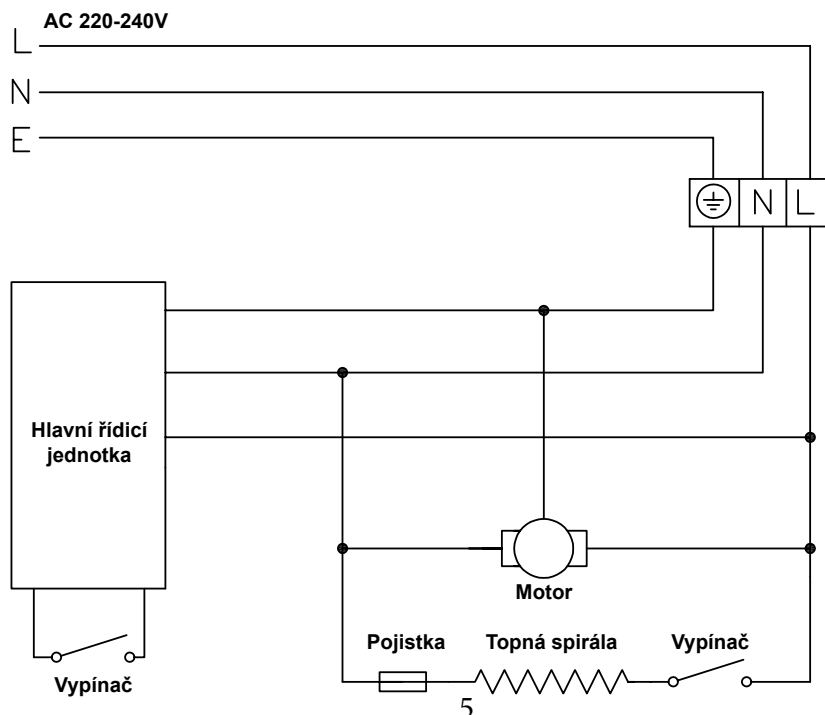 AC 220-240V
L
N
E
N L
Hlavní řídicí
jednotka
Motor
Pojistka Topná spirála Vypínač
Vypínač
5